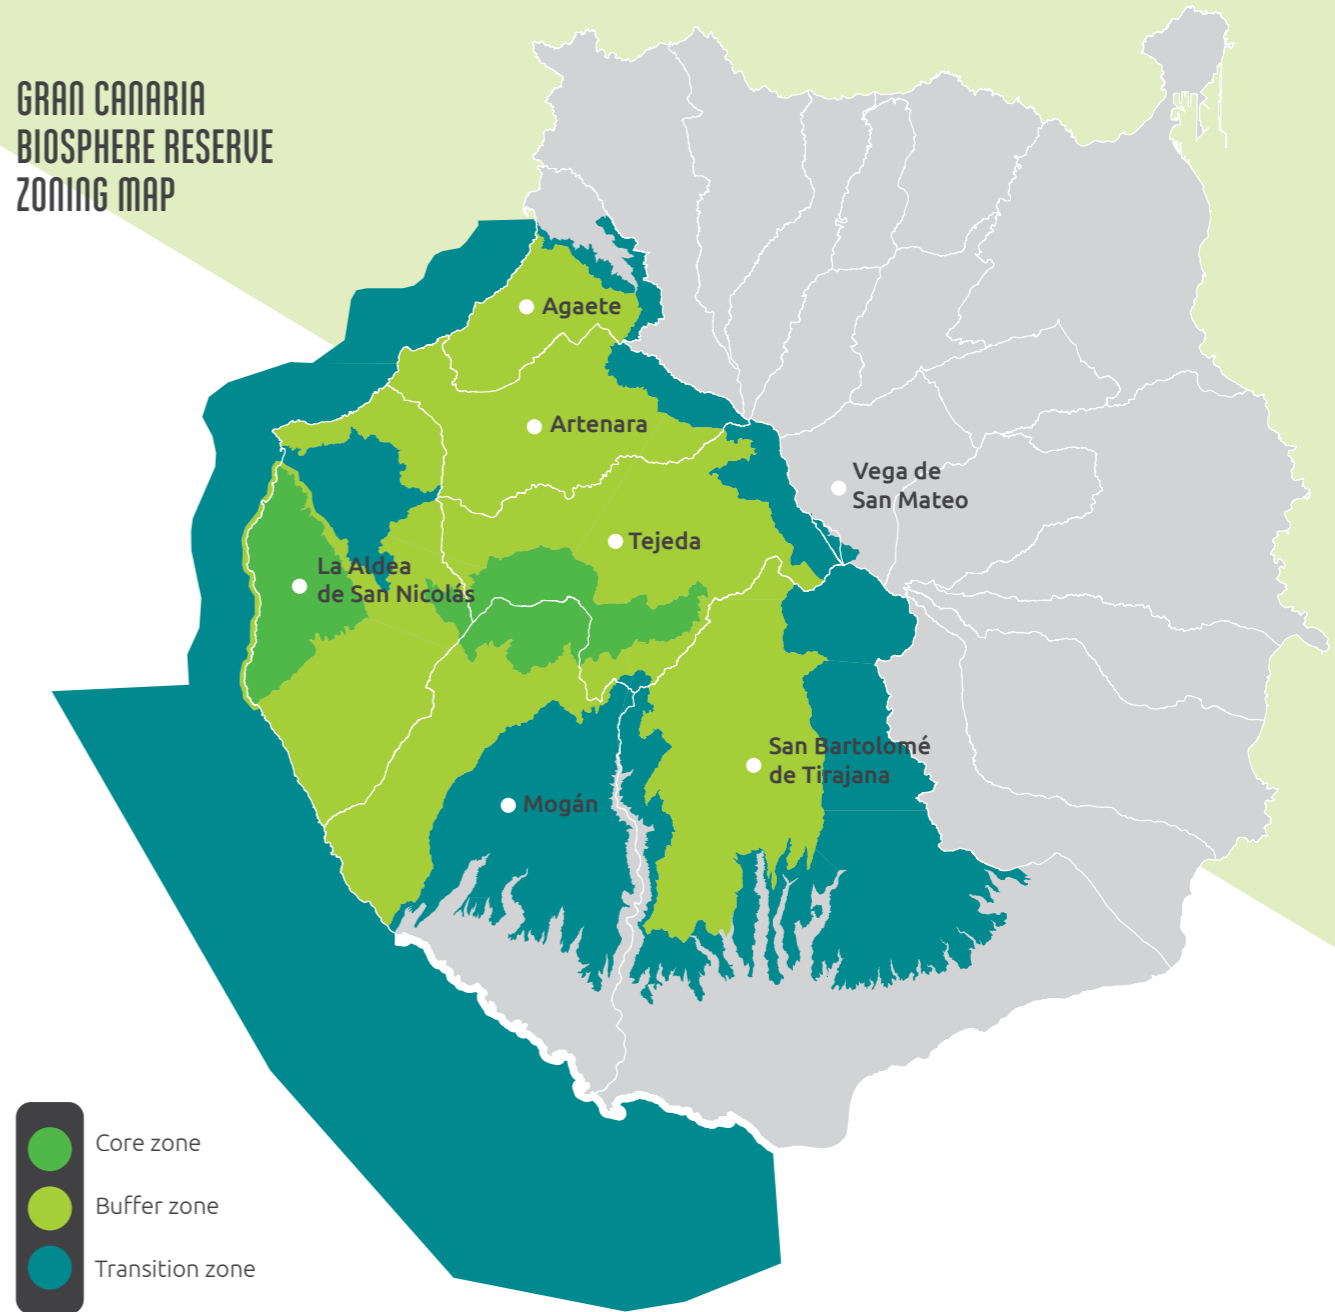 GRAN CANARIA
BIOSPHERE RESERVE
ZONING MAP
Agaete
Artenara
Vega de
San Mateo
Tejeda
La Aldea
de San Nicolás
San Bartolomé
de Tirajana
Mogán
Core zone
Buffer zone
Transition zone